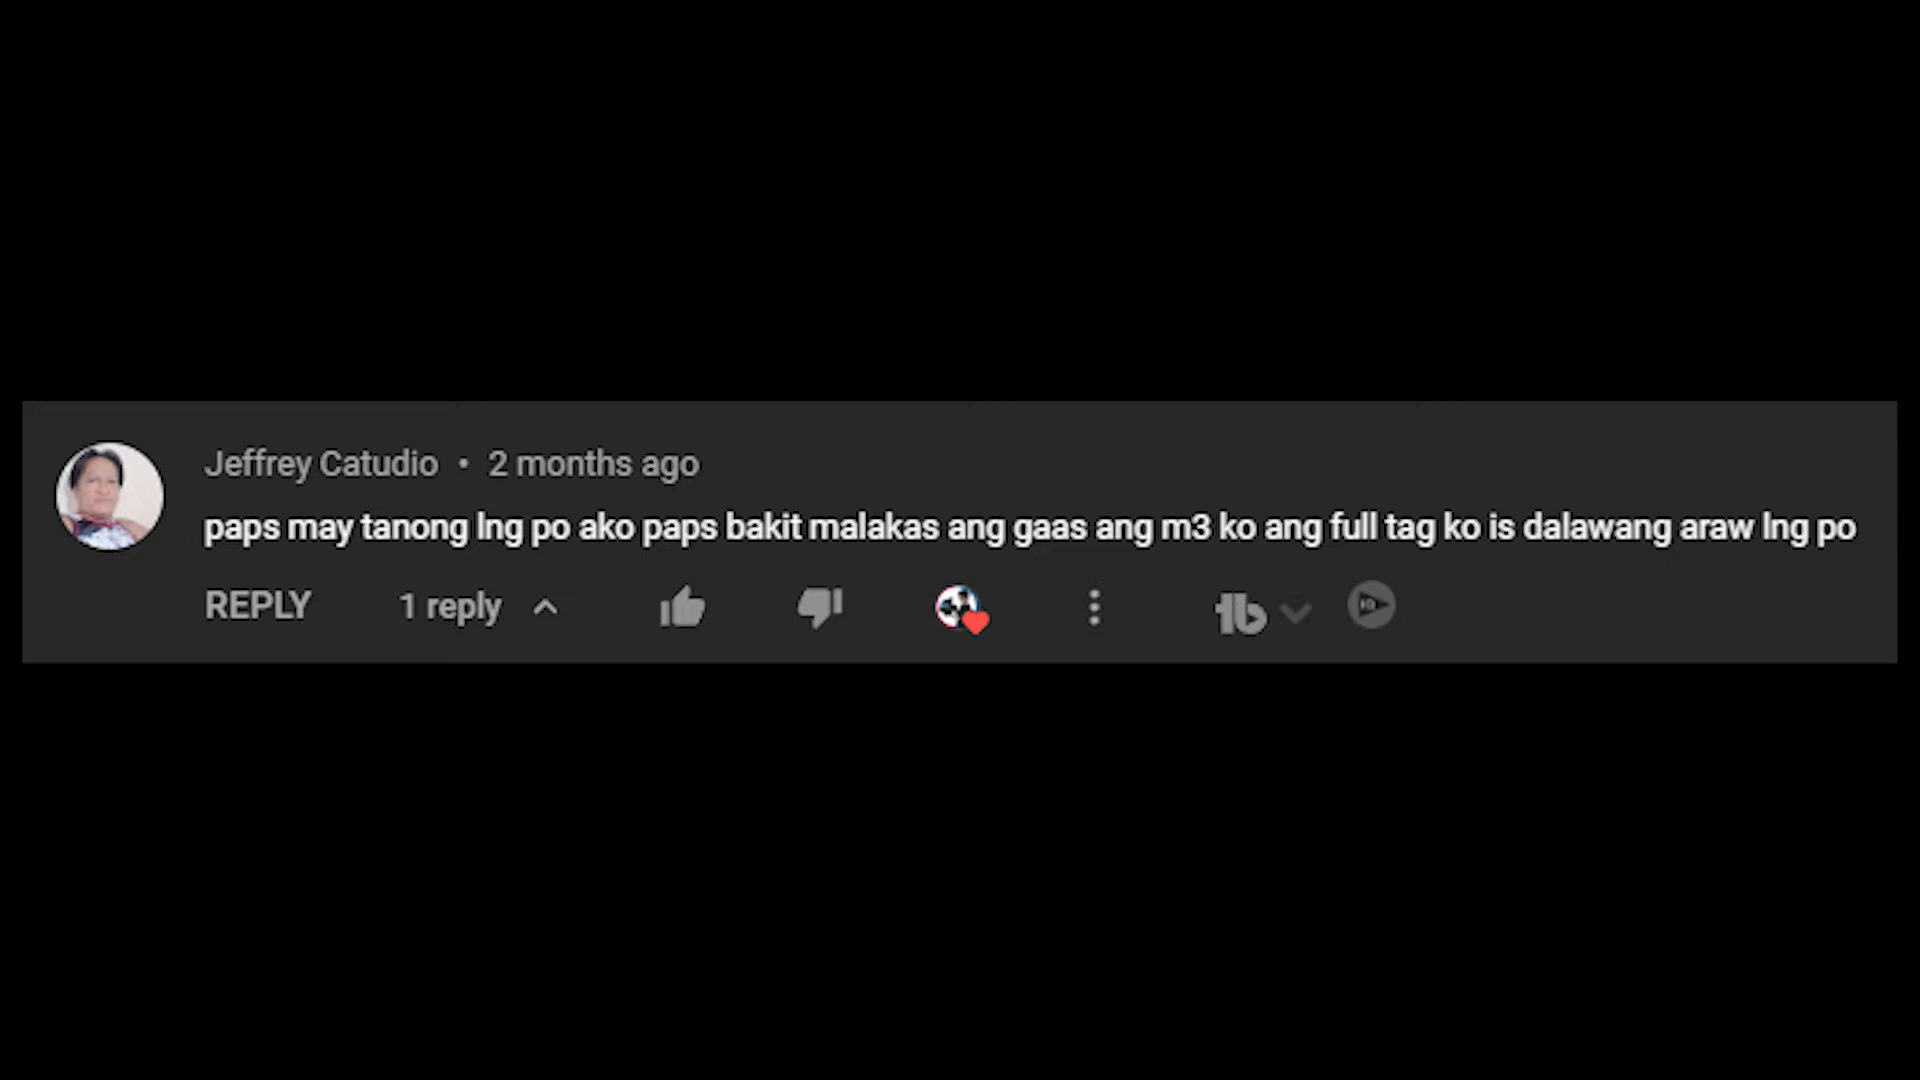 Jeffrey Catudio • 2 months ago
paps may tanong lng po ako paps bakit malakas ang gaas ang m3 ko ang full tag ko is dalawang araw lng po
REPLY 1 reply